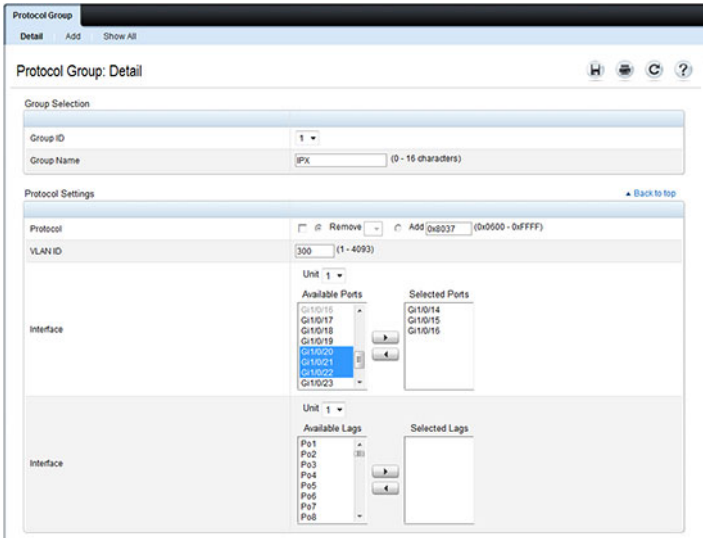 Protocol Group
Detail Add Show All
Protocol Group: Detail
Group Selection
Group ID 1
Group Name IPX (0 - 16 characters)
Protocol Settings Back to top
Protocol Remove Add 0x8037 (0x0600 - 0xFFFF)
VLAN ID 300 (1 - 4093)
Unit 1
Available Ports Selected Ports
Gi1/0/16 Gi1/0/14
Gi1/0/17 Gi1/0/15
Gi1/0/18 Gi1/0/16
Gi1/0/19
Interface
Gi1/0/20
Gi1/0/21
Gi1/0/22
Gi1/0/23
Unit 1
Available Lags Selected Lags
Po1
Po2
Po3
Interface Po4
Po5
Po6
Po7
Po8